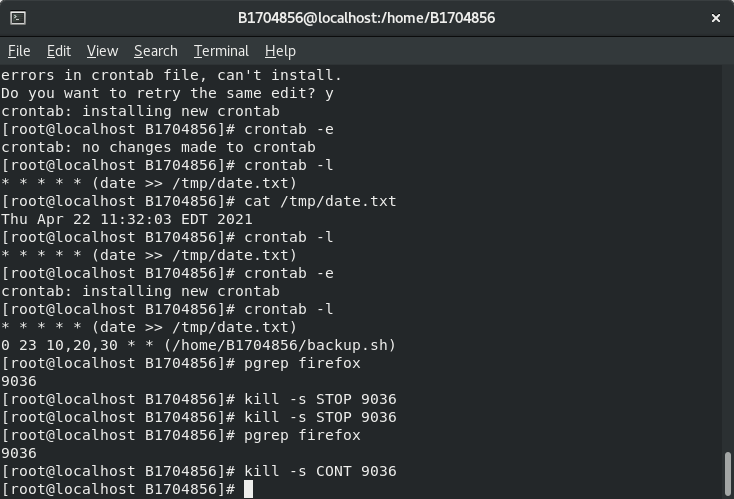 B1704856@localhost:/home/B1704856
File Edit View Search Terminal Help
errors in crontab file, can't install.
Do you want to retry the same edit? y
crontab: installing new crontab
[root@localhost B1704856]# crontab -e
crontab: no changes made to crontab
[root@localhost B1704856]# crontab -l
* * * * * (date >> /tmp/date.txt)
[root@localhost B1704856]# cat /tmp/date.txt
Thu Apr 22 11:32:03 EDT 2021
[root@localhost B1704856]# crontab -l
* * * * * (date >> /tmp/date.txt)
[root@localhost B1704856]# crontab -e
crontab: installing new crontab
[root@localhost B1704856]# crontab -l
* * * * * (date >> /tmp/date.txt)
0 23 10,20,30 * * (/home/B1704856/backup.sh)
[root@localhost B1704856]# pgrep firefox
9036
[root@localhost B1704856]# kill -s STOP 9036
[root@localhost B1704856]# kill -s STOP 9036
[root@localhost B1704856]# pgrep firefox
9036
[root@localhost B1704856]# kill -s CONT 9036
[root@localhost B1704856]#